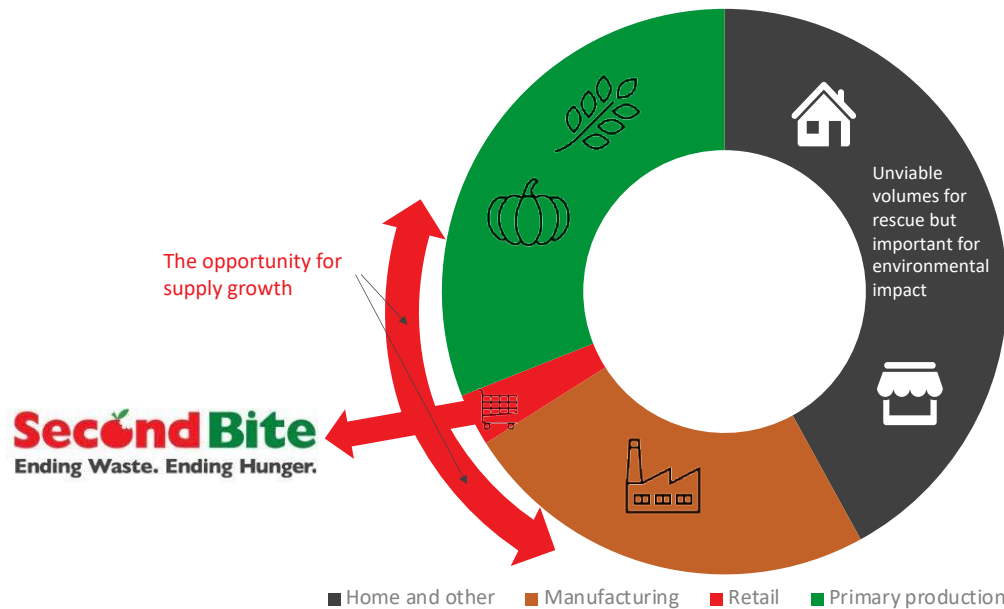 Unviable
volumes for
rescue but
important for
environmental
impact
The opportunity for
supply growth
SecondBite
Ending Waste. Ending Hunger.
Home and other
Manufacturing
Retail
Primary production